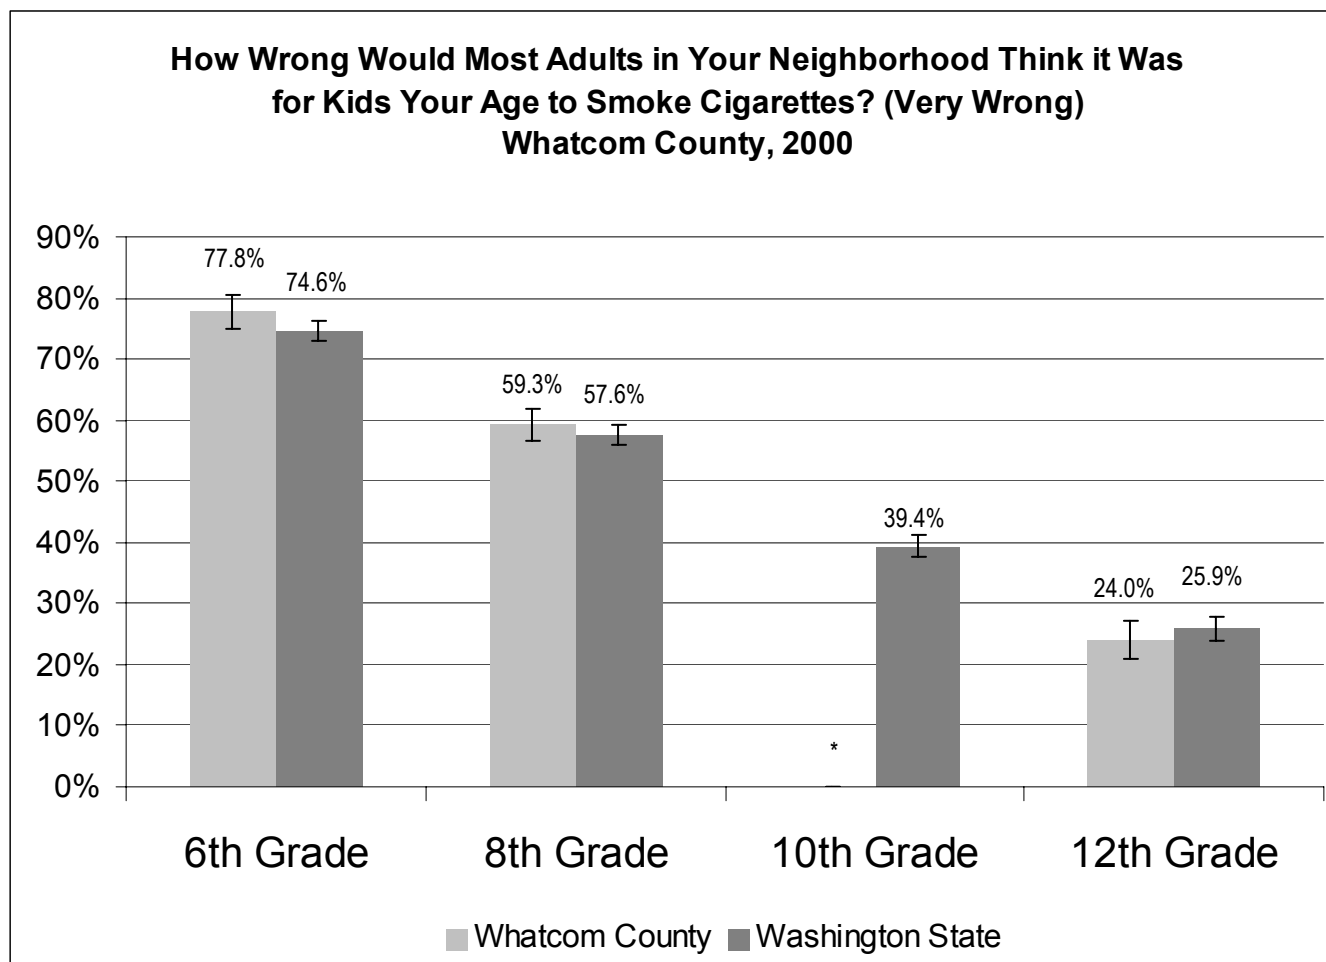 How Wrong Would Most Adults in Your Neighborhood Think it Was
for Kids Your Age to Smoke Cigarettes? (Very Wrong)
Whatcom County, 2000
90%
80%
70%
60%
50%
40%
30%
20%
10%
0%
77.8%
74.6%
59.3%
57.6%
*
39.4%
24.0%
25.9%
6th Grade
8th Grade
10th Grade
12th Grade
Whatcom County
Washington State